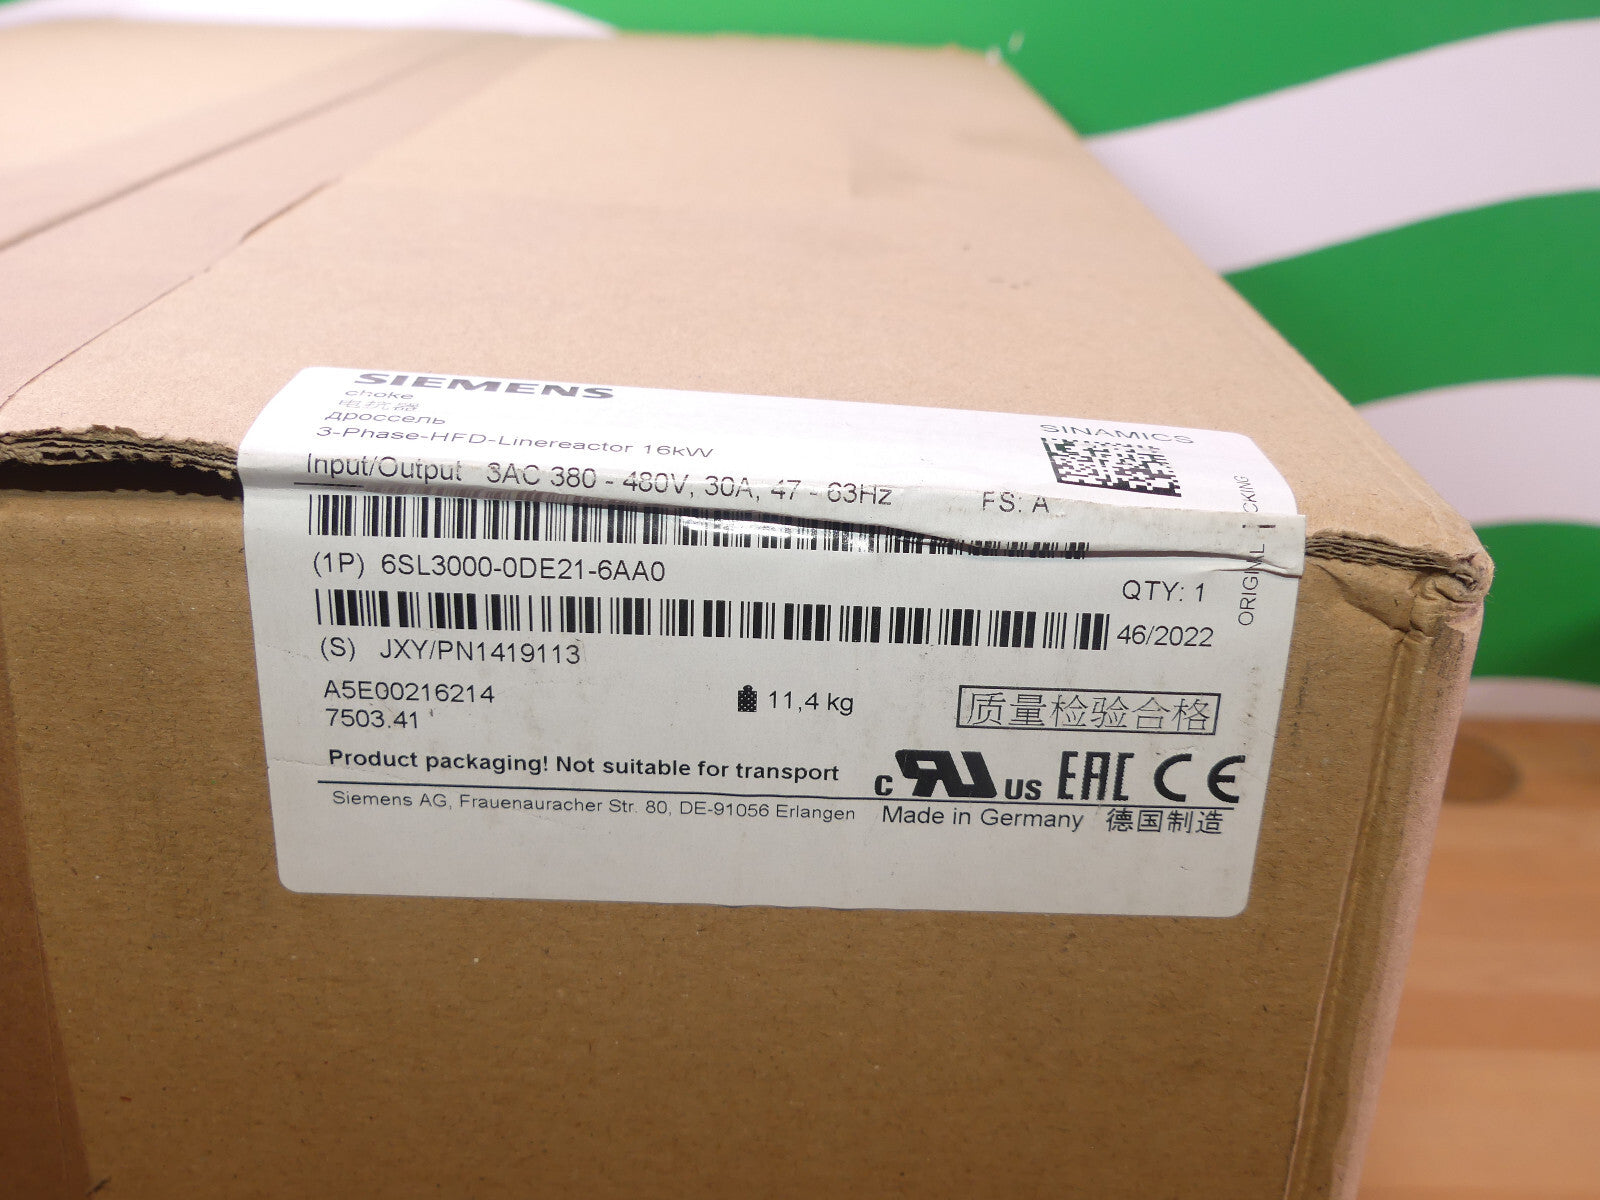 SIEMENS
choke
电抗器
дроссель
SINAMICS
3-Phase-HFD-Linereactor 16kW
Input/Output 3AC 380 - 480V, 30A, 47 - 63Hz FS: A
(1P) 6SL3000-0DE21-6AA0
QTY: 1
ORIGINAL
46/2022
(S) JXY/PN1419113
A5E00216214
11,4 kg
质量检验合格
7503.41
Product packaging! Not suitable for transport
c RU US EAC CE
Siemens AG, Frauenauracher Str. 80, DE-91056 Erlangen
Made in Germany 德国制造